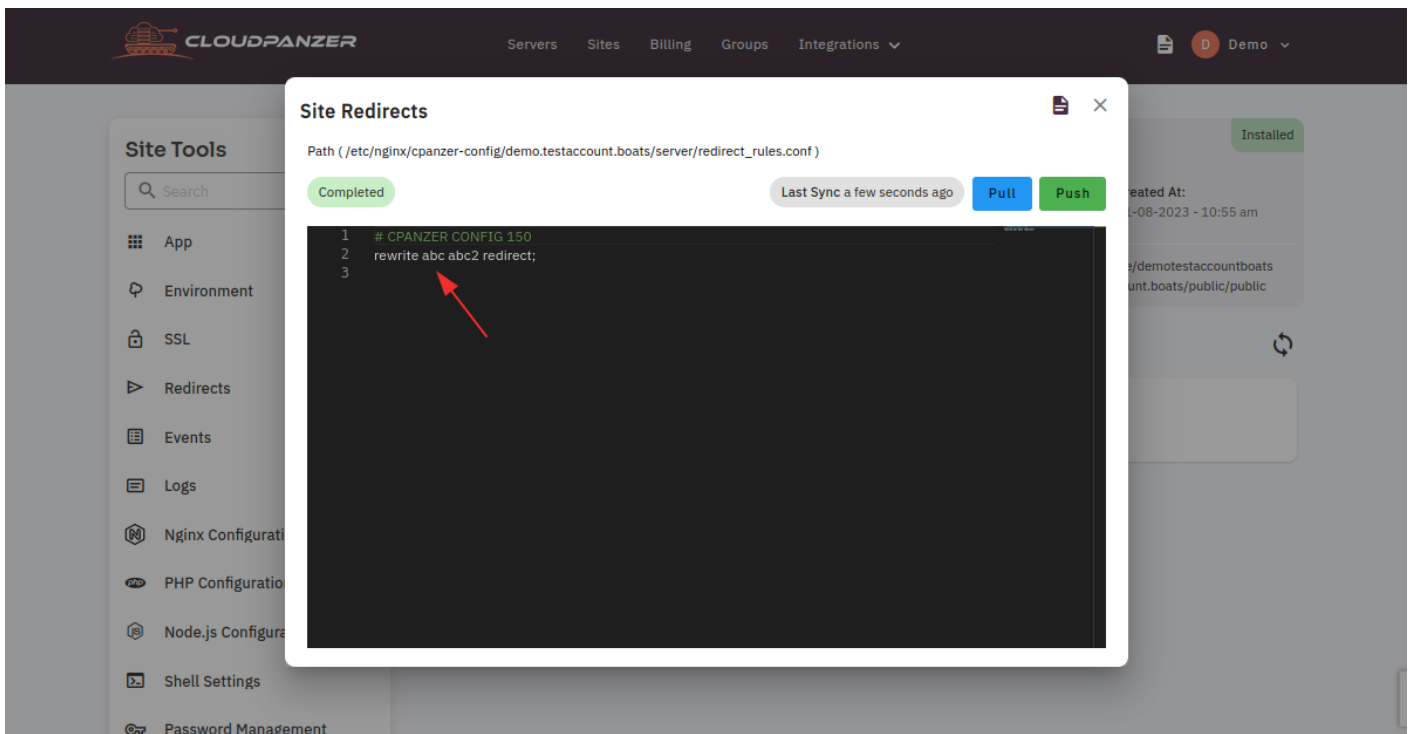 CLOUDPANZER
Servers Sites Billing Groups Integrations
D Demo
Site Redirects
Path ( /etc/nginx/cpanzer-config/demo.testaccount.boats/server/redirect_rules.conf )
Completed
Last Sync a few seconds ago
Pull
Push
1 # CPANZER CONFIG 150
2 rewrite abc abc2 redirect;
3
Site Tools
Search
App
Environment
SSL
Redirects
Events
Logs
Nginx Configurati
PHP Configuratio
Node.js Configura
Shell Settings
Password Management
Installed
eated At:
-08-2023 - 10:55 am
e/demotestaccountboats
unt.boats/public/public